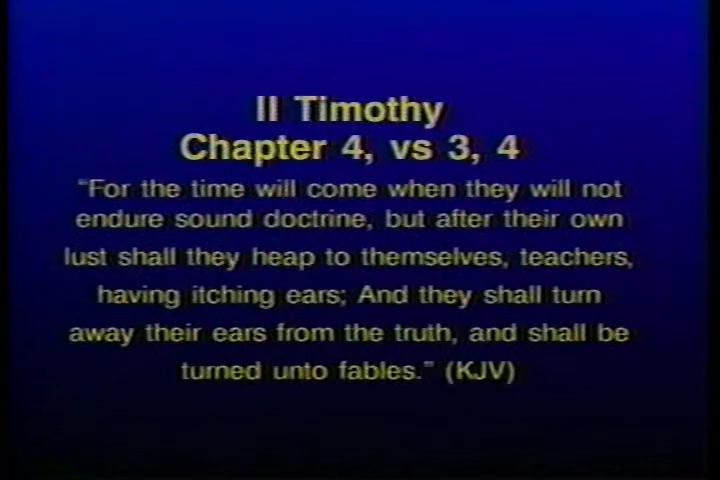 II Timothy
Chapter 4, vs 3, 4
“For the time will come when they will not
endure sound doctrine, but after their own
lust shall they heap to themselves, teachers,
having itching ears; And they shall turn
away their ears from the truth, and shall be
turned unto fables.” (KJV)